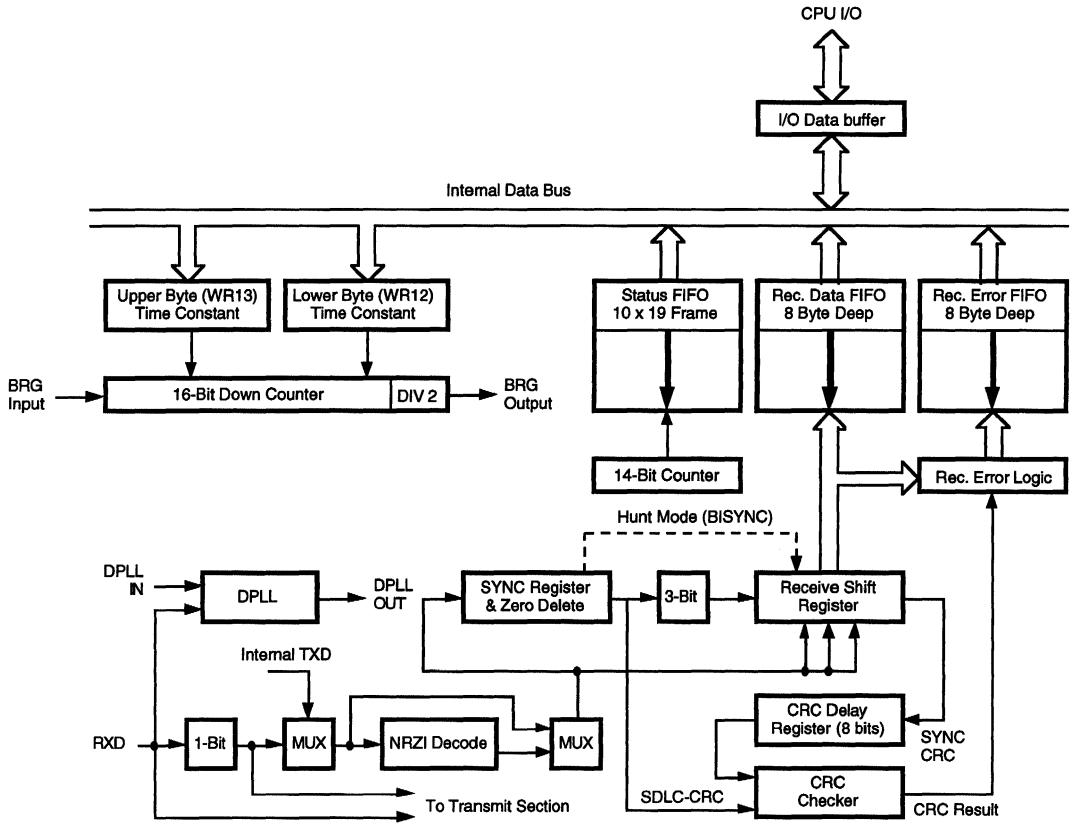 CPU I/O
I/O Data buffer
Internal Data Bus
Upper Byte (WR13)
Time Constant
Lower Byte (WR12)
Time Constant
Status FIFO
10 x 19 Frame
Rec. Data FIFO
8 Byte Deep
Rec. Error FIFO
8 Byte Deep
BRG
Input
16-Bit Down Counter
DIV 2
BRG
Output
14-Bit Counter
Rec. Error Logic
Hunt Mode (BISYNC)
DPLL
IN
DPLL
DPLL
OUT
SYNC Register
& Zero Delete
3-Bit
Receive Shift
Register
Internal TXD
RXD
1-Bit
MUX
NRZI Decode
MUX
CRC Delay
Register (8 bits)
SYNC
CRC
To Transmit Section
SDLC-CRC
CRC
Checker
CRC Result